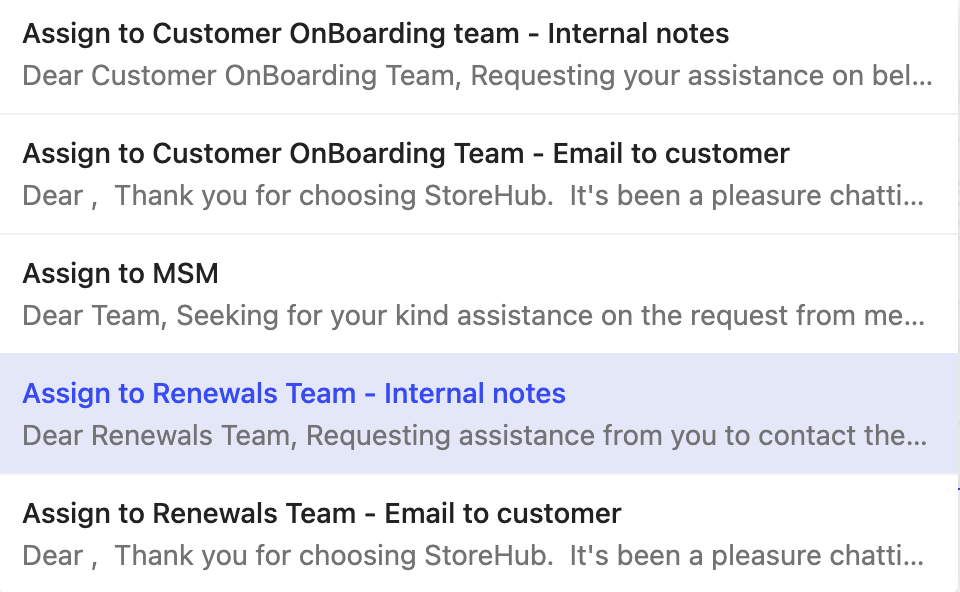 Assign to Customer OnBoarding team - Internal notes
Dear Customer OnBoarding Team, Requesting your assistance on bel...
Assign to Customer OnBoarding Team - Email to customer
Dear ,  Thank you for choosing StoreHub.  It's been a pleasure chatti...
Assign to MSM
Dear Team, Seeking for your kind assistance on the request from me...
Assign to Renewals Team - Internal notes
Dear Renewals Team, Requesting assistance from you to contact the...
Assign to Renewals Team - Email to customer
Dear ,  Thank you for choosing StoreHub.  It's been a pleasure chatti...